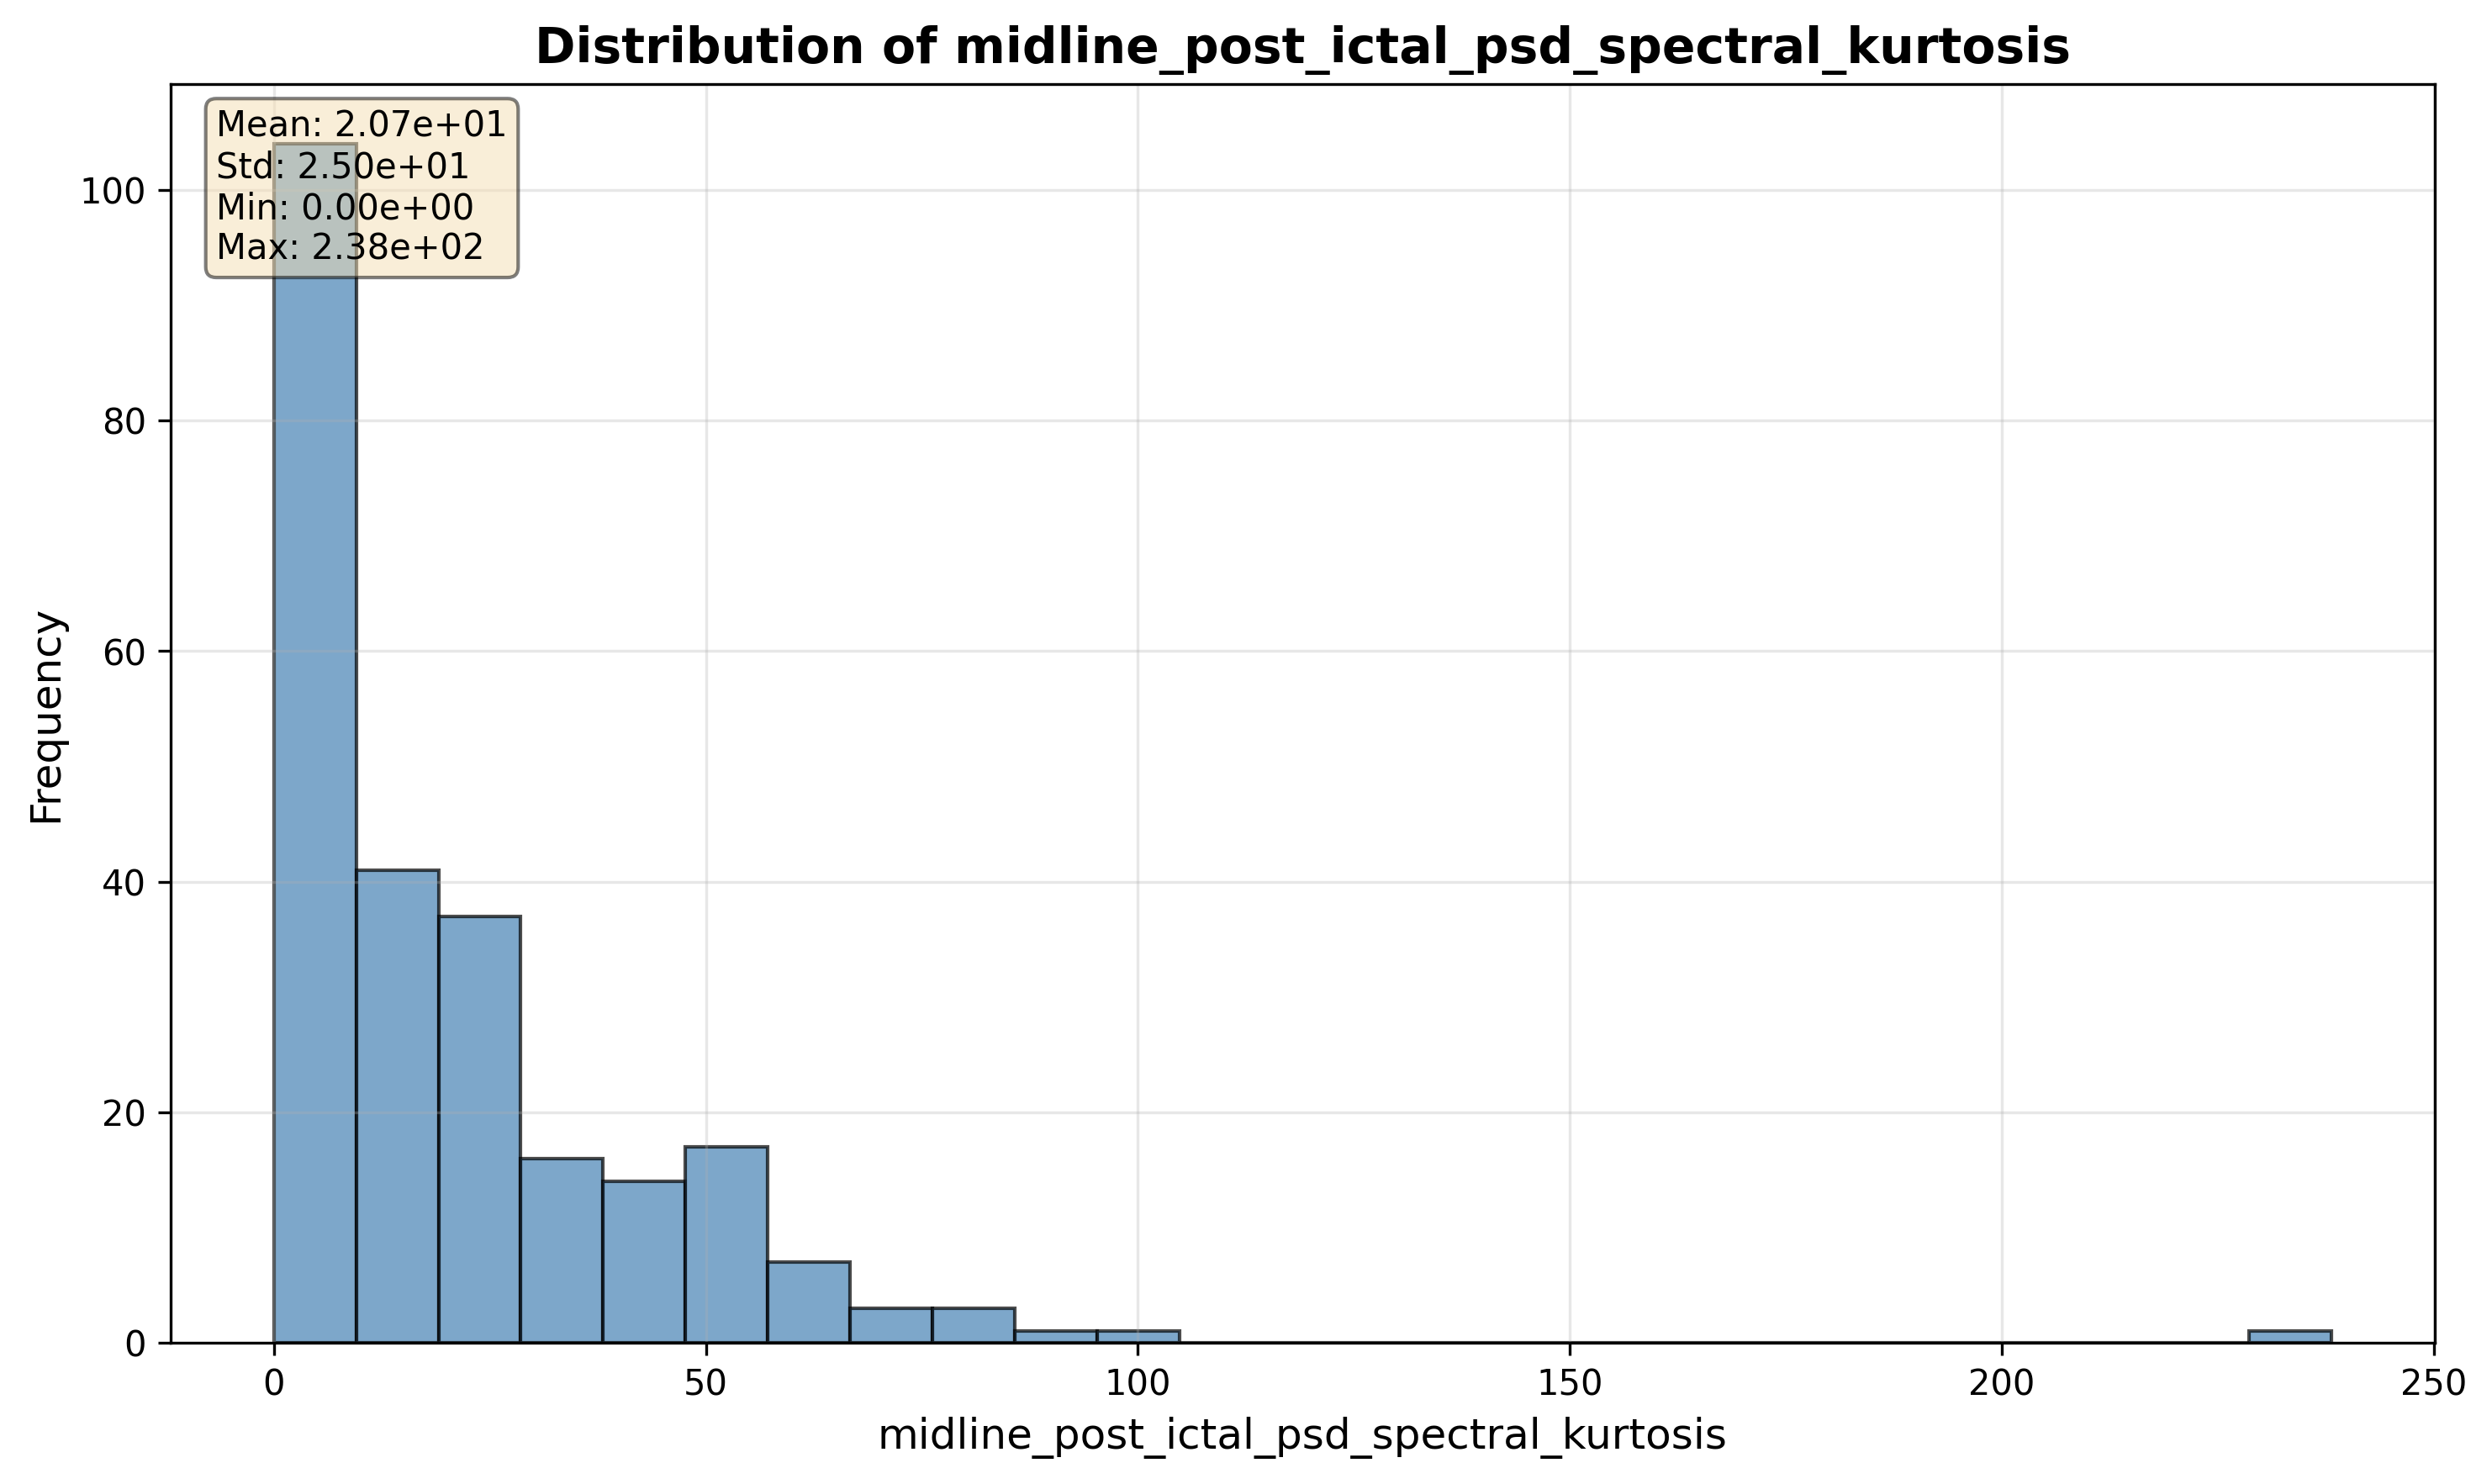 Distribution of midline_post_ictal_psd_spectral_kurtosis
Mean: 2.07e+01
Std: 2.50e+01
Min: 0.00e+00
Max: 2.38e+02
100
80
60
40
20
0
Frequency
0 50 100 150 200 250
midline_post_ictal_psd_spectral_kurtosis